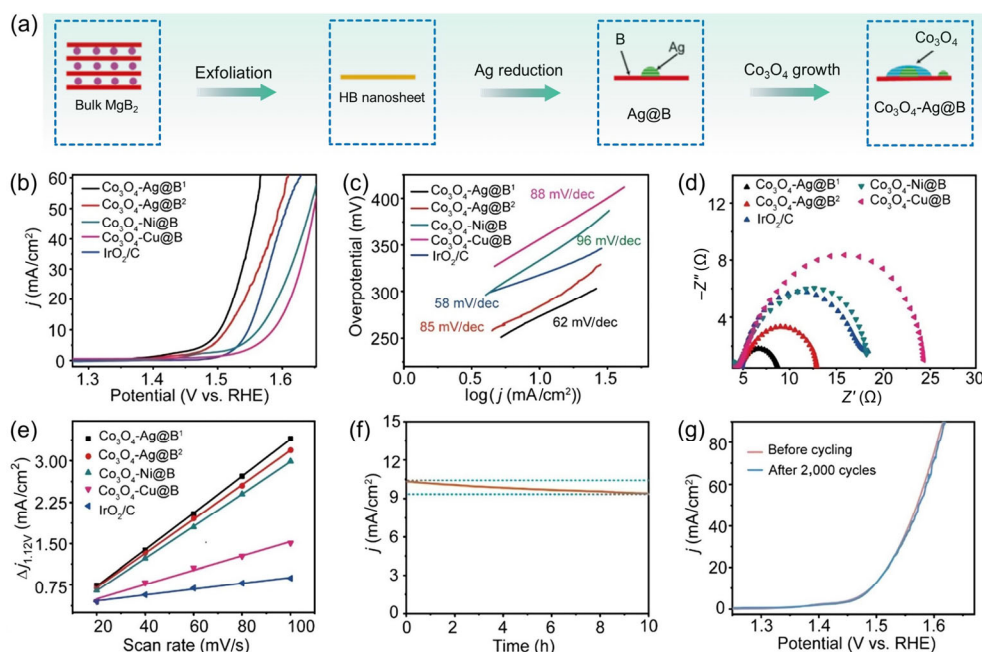 (a)
Bulk MgB₂
Exfoliation
HB nanosheet
Ag reduction
B
Ag
Ag@B
Co₃O₄ growth
Co₃O₄
Co₃O₄-Ag@B
(b)
Co₃O₄-Ag@B¹
Co₃O₄-Ag@B²
Co₃O₄-Ni@B
Co₃O₄-Cu@B
IrO₂/C
j (mA/cm²)
60
50
40
30
20
10
0
1.3 1.4 1.5 1.6
Potential (V vs. RHE)
(c)
Co₃O₄-Ag@B¹
Co₃O₄-Ag@B²
Co₃O₄-Ni@B
Co₃O₄-Cu@B
IrO₂/C
88 mV/dec
96 mV/dec
58 mV/dec
85 mV/dec
62 mV/dec
Overpotential (mV)
400
350
300
250
0.0 0.5 1.0 1.5 2.0
log(j (mA/cm²))
(d)
Co₃O₄-Ag@B¹
Co₃O₄-Ag@B²
IrO₂/C
Co₃O₄-Ni@B
Co₃O₄-Cu@B
−Z″ (Ω)
12
8
4
5 10 15 20 25 30
Z′ (Ω)
(e)
Co₃O₄-Ag@B¹
Co₃O₄-Ag@B²
Co₃O₄-Ni@B
Co₃O₄-Cu@B
IrO₂/C
Δj₁.₁₂V (mA/cm²)
3.00
2.25
1.50
0.75
20 40 60 80 100
Scan rate (mV/s)
(f)
j (mA/cm²)
15
12
9
6
3
0
0 2 4 6 8 10
Time (h)
(g)
Before cycling
After 2,000 cycles
j (mA/cm²)
80
60
40
20
0
1.3 1.4 1.5 1.6
Potential (V vs. RHE)